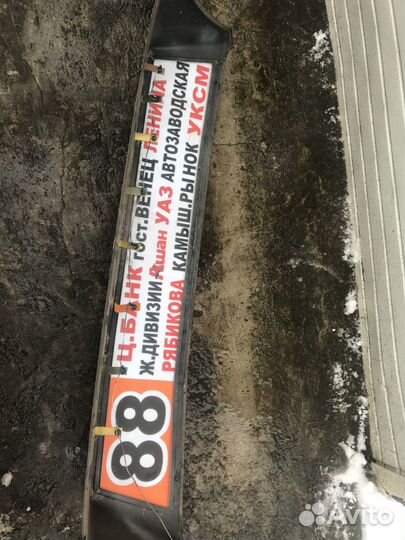 88
Ц.БАНК гост.ВЕНЕЦ ЛЕНИНА
Ж.ДИВИЗИИ Ашан УАЗ АВТОЗАВОДСКАЯ
РЯБИКОВА КАМЫШ.РЫНОК УКСМ
Avito